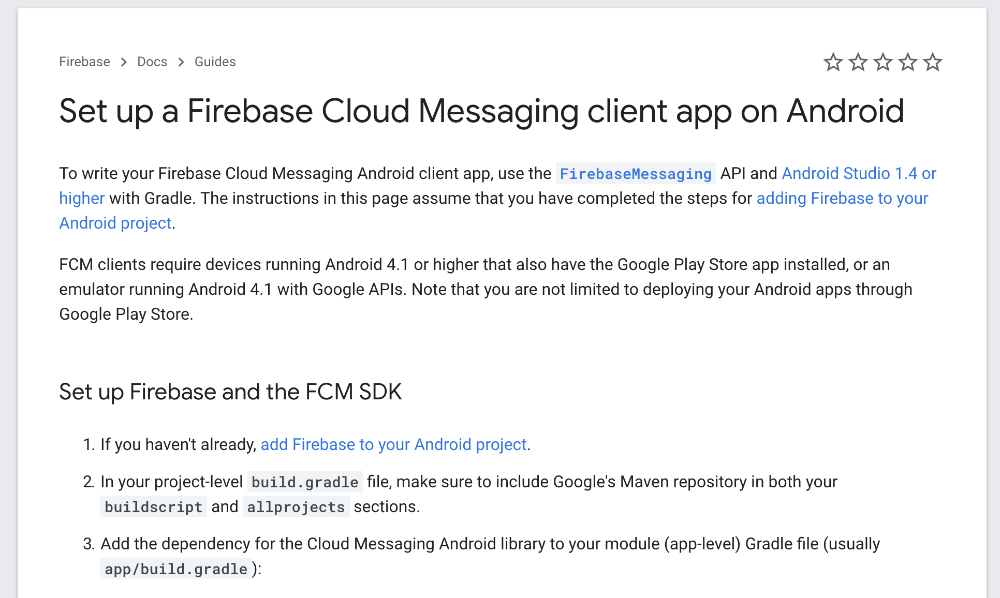 Firebase > Docs > Guides
Set up a Firebase Cloud Messaging client app on Android
To write your Firebase Cloud Messaging Android client app, use the FirebaseMessaging API and Android Studio 1.4 or
higher with Gradle. The instructions in this page assume that you have completed the steps for adding Firebase to your
Android project.
FCM clients require devices running Android 4.1 or higher that also have the Google Play Store app installed, or an
emulator running Android 4.1 with Google APIs. Note that you are not limited to deploying your Android apps through
Google Play Store.
Set up Firebase and the FCM SDK
1. If you haven't already, add Firebase to your Android project.
2. In your project-level build.gradle file, make sure to include Google's Maven repository in both your
buildscript and allprojects sections.
3. Add the dependency for the Cloud Messaging Android library to your module (app-level) Gradle file (usually
app/build.gradle):